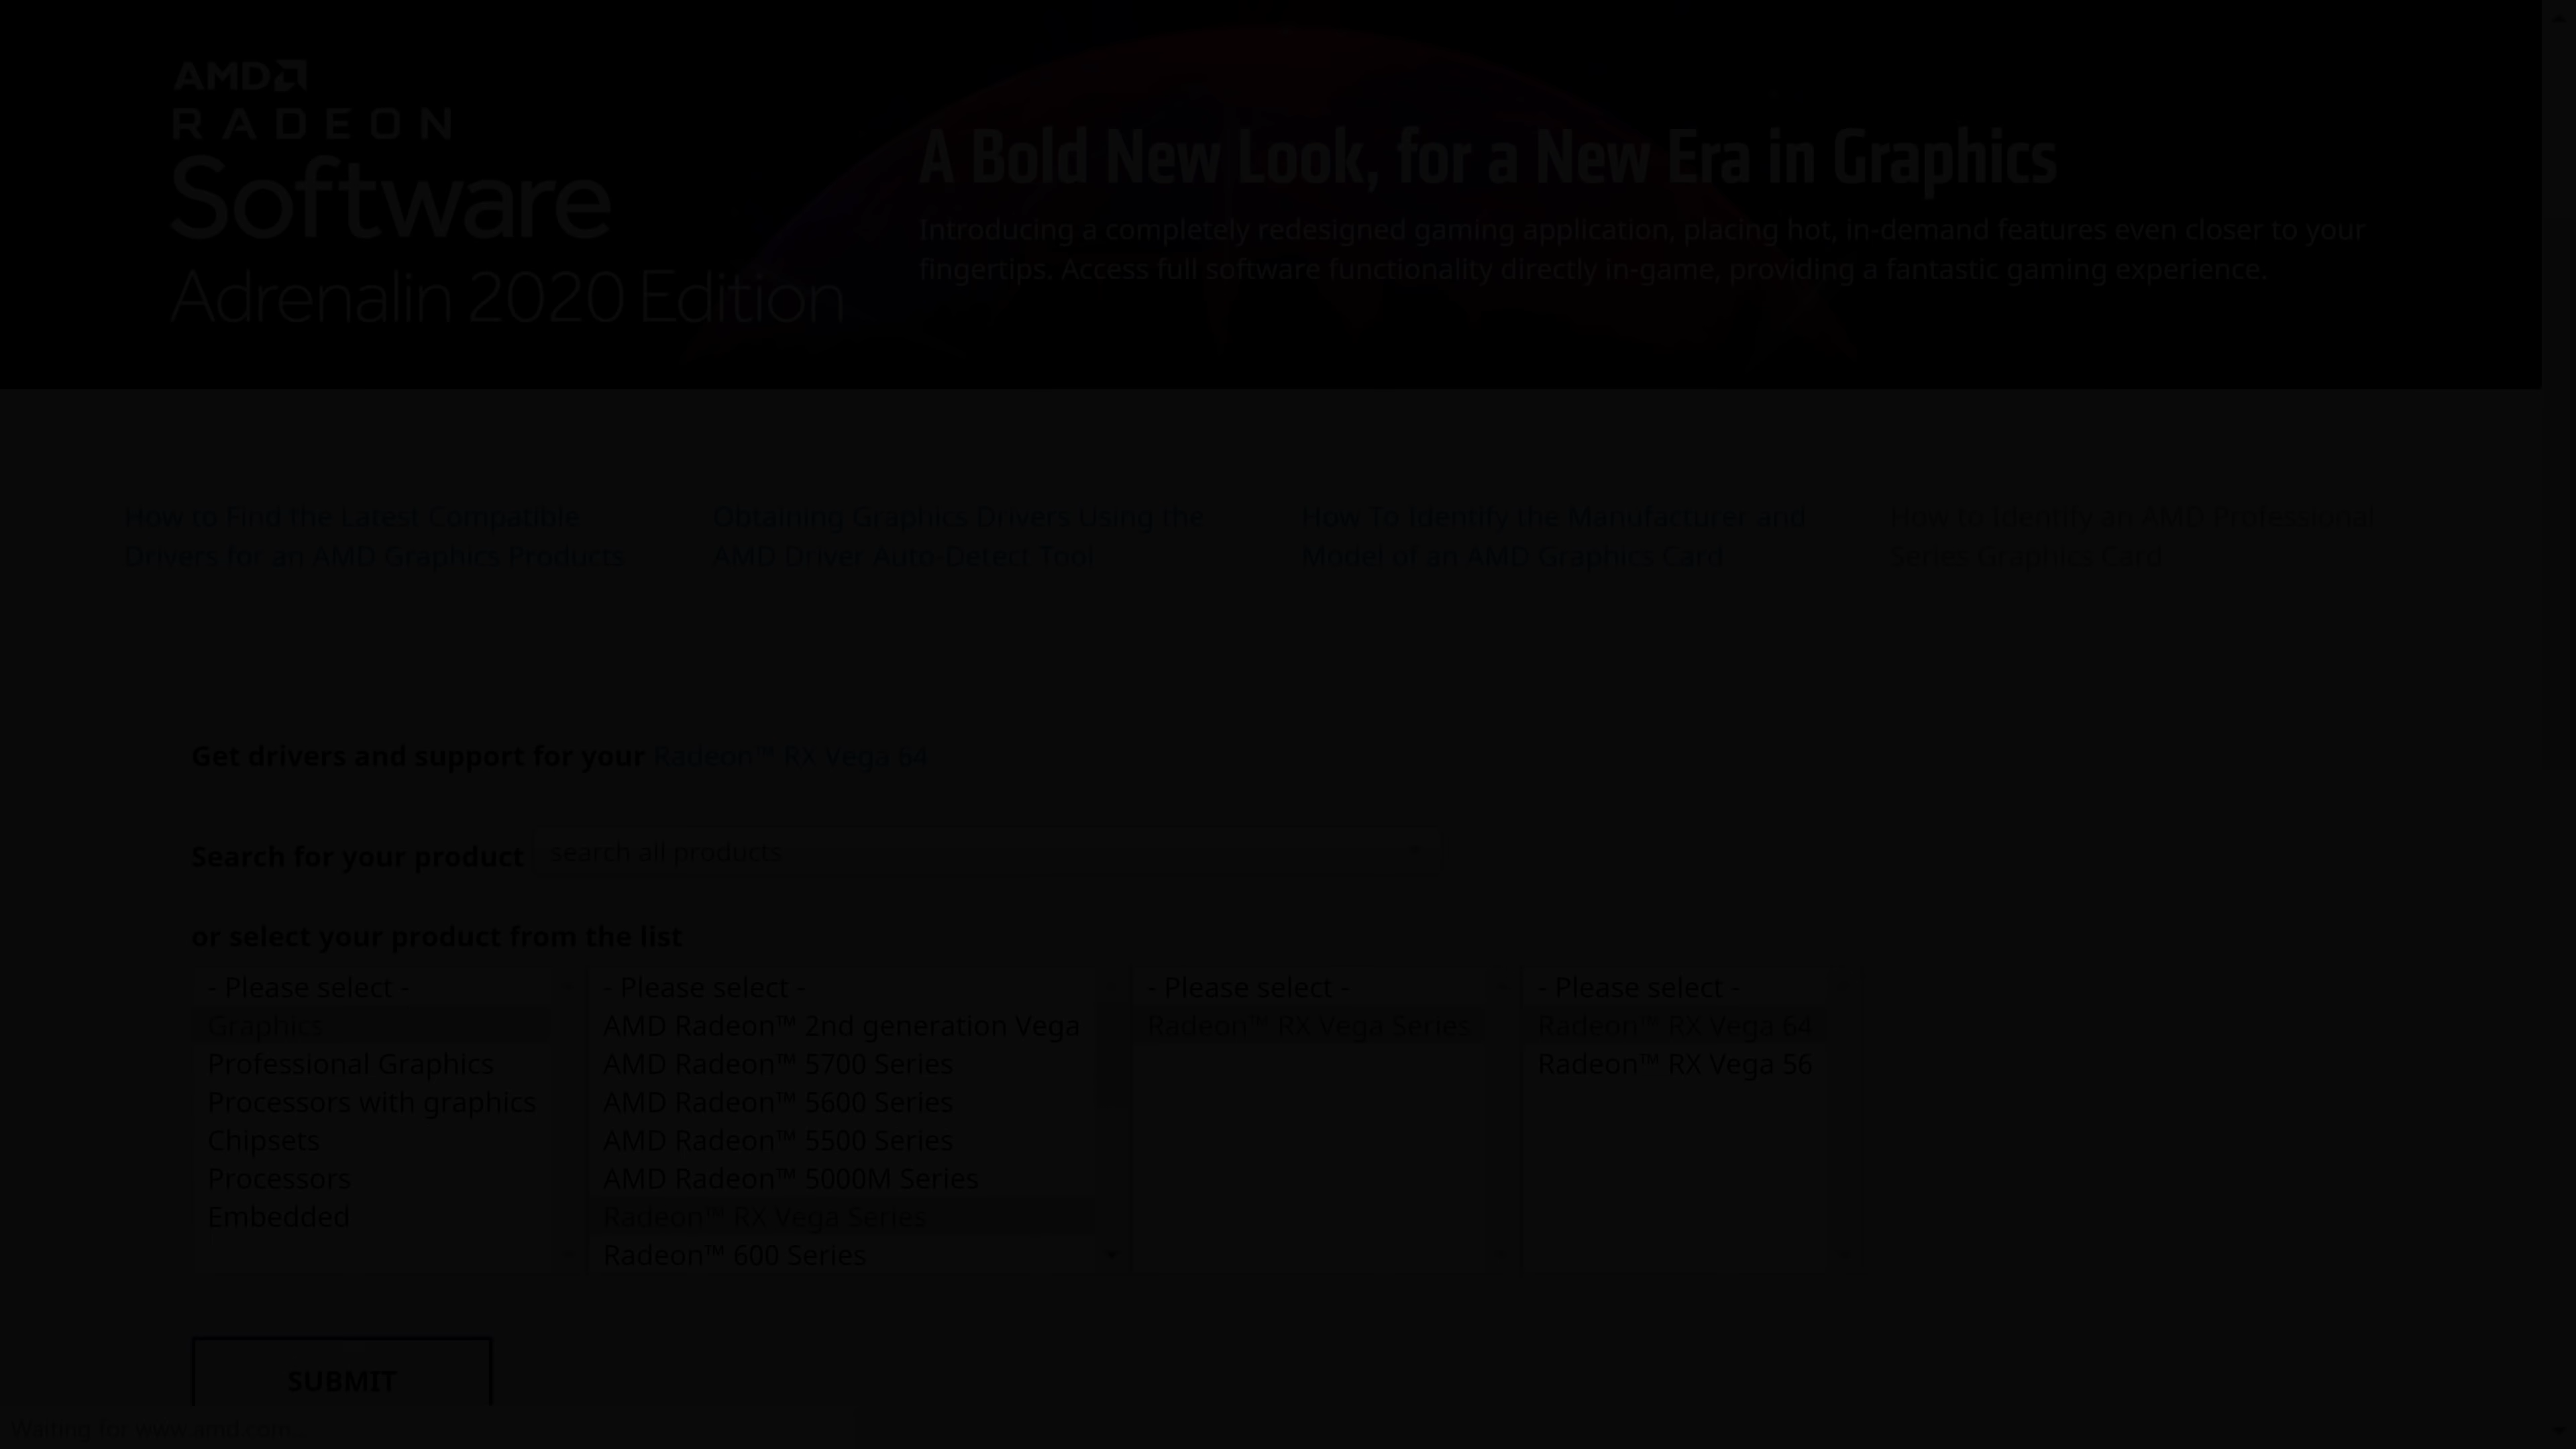 AMD
RADEON
Software
Adrenalin 2020 Edition
A Bold New Look, for a New Era in Graphics
Introducing a completely redesigned gaming application, placing hot, in-demand features even closer to your
fingertips. Access full software functionality directly in-game, providing a fantastic gaming experience.
How to Find the Latest Compatible
Drivers for an AMD Graphics Products
Obtaining Graphics Drivers Using the
AMD Driver Auto-Detect Tool
How To Identify the Manufacturer and
Model of an AMD Graphics Card
How to Identify an AMD Professional
Series Graphics Card
Get drivers and support for your Radeon™ RX Vega 64
Search for your product search all products
or select your product from the list
- Please select -
Graphics
Professional Graphics
Processors with graphics
Chipsets
Processors
Embedded
- Please select -
AMD Radeon™ 2nd generation Vega
AMD Radeon™ 5700 Series
AMD Radeon™ 5600 Series
AMD Radeon™ 5500 Series
AMD Radeon™ 5000M Series
Radeon™ RX Vega Series
Radeon™ 600 Series
- Please select -
Radeon™ RX Vega Series
- Please select -
Radeon™ RX Vega 64
Radeon™ RX Vega 56
SUBMIT
Waiting for www.amd.com...